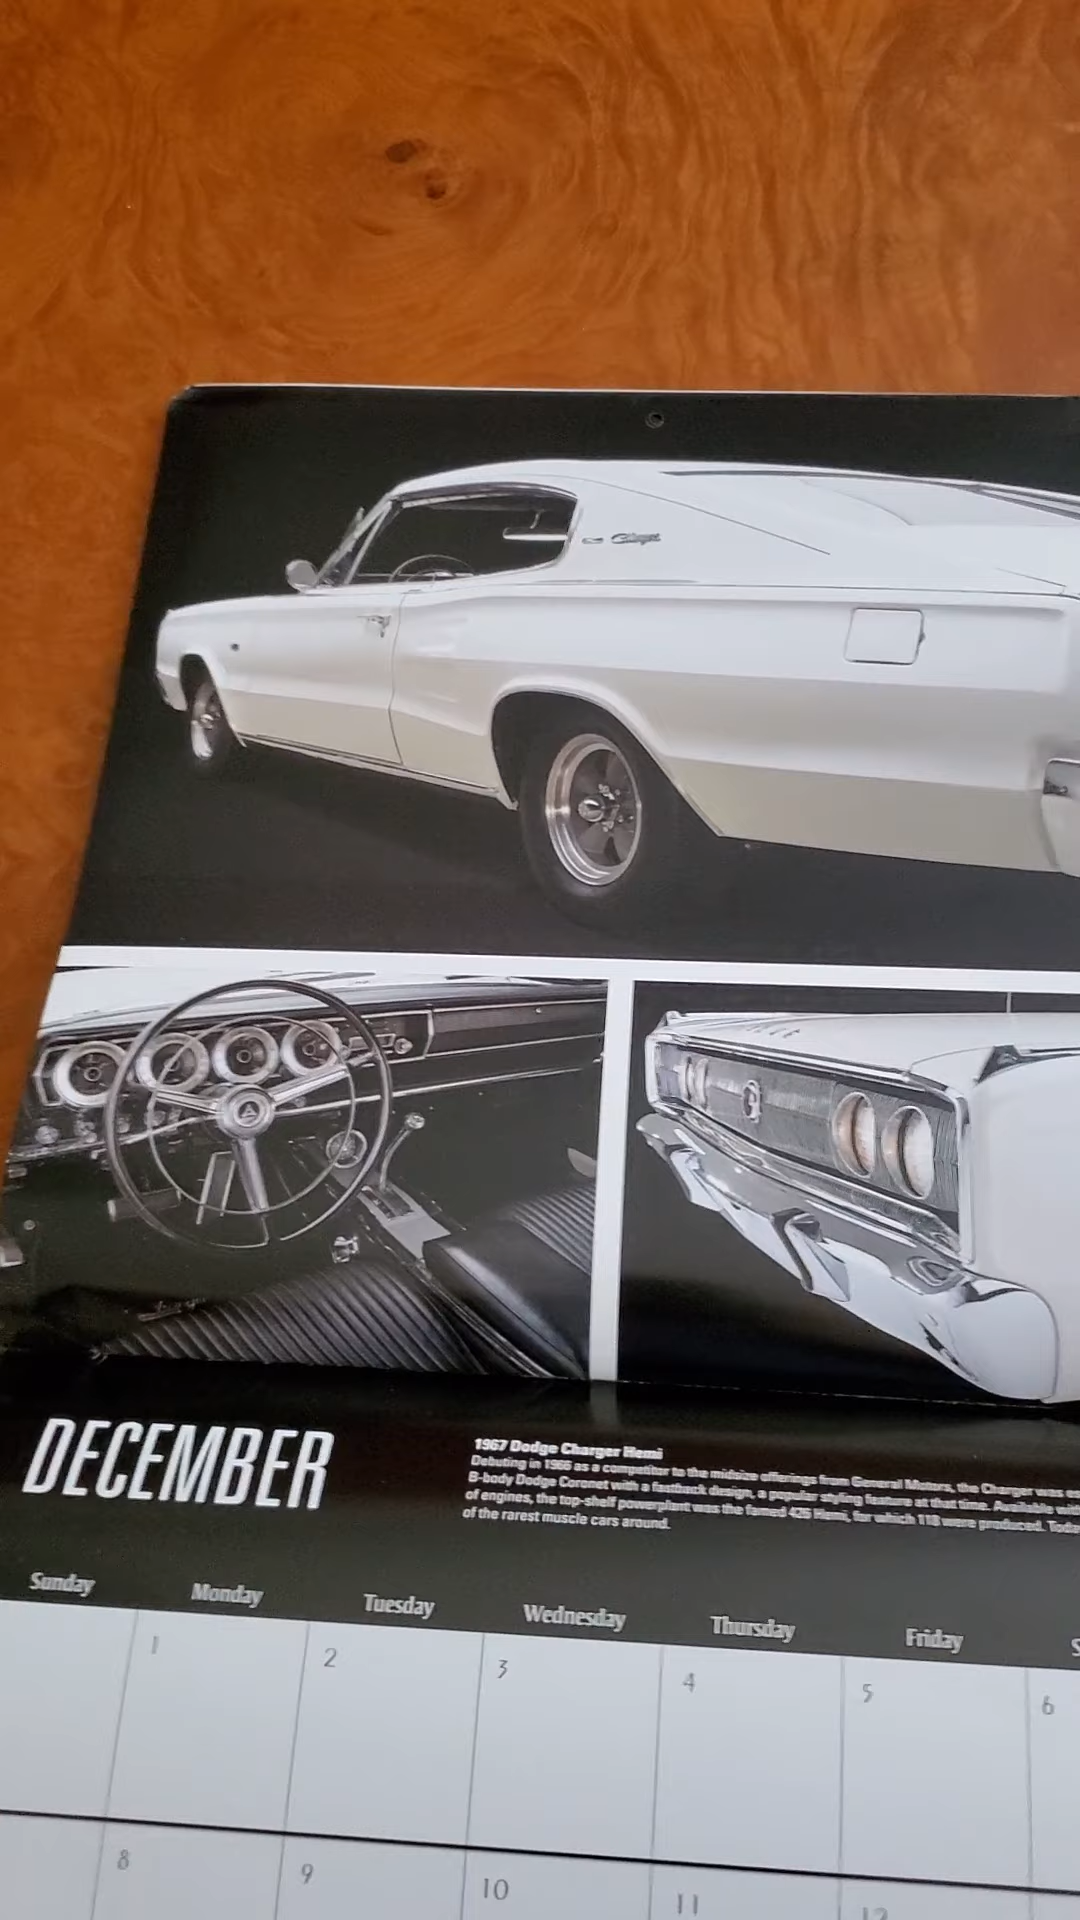 Charger
DECEMBER
1967 Dodge Charger Hemi
Debuting in 1966 as a competitor to the midsize offerings from General Motors, the Charger was
B-body Dodge Coronet with a fastback design, a popular styling feature at that time. Available
of engines, the top-shelf powerplant was the famed 426 Hemi, for which 118 were produced.
of the rarest muscle cars around.
Sunday Monday Tuesday Wednesday Thursday Friday S
1 2 3 4 5 6
8 9 10 11 12